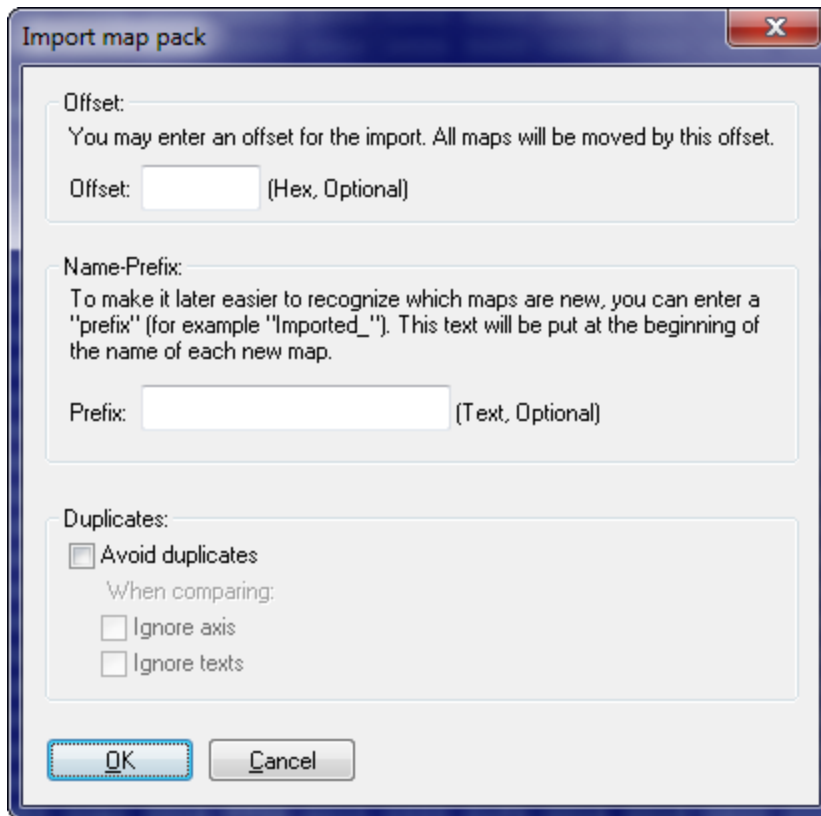 Import map pack
Offset:
You may enter an offset for the import. All maps will be moved by this offset.
Offset: (Hex, Optional)
Name-Prefix:
To make it later easier to recognize which maps are new, you can enter a
"prefix" (for example "Imported_"). This text will be put at the beginning of
the name of each new map.
Prefix: (Text, Optional)
Duplicates:
Avoid duplicates
When comparing:
Ignore axis
Ignore texts
OK Cancel